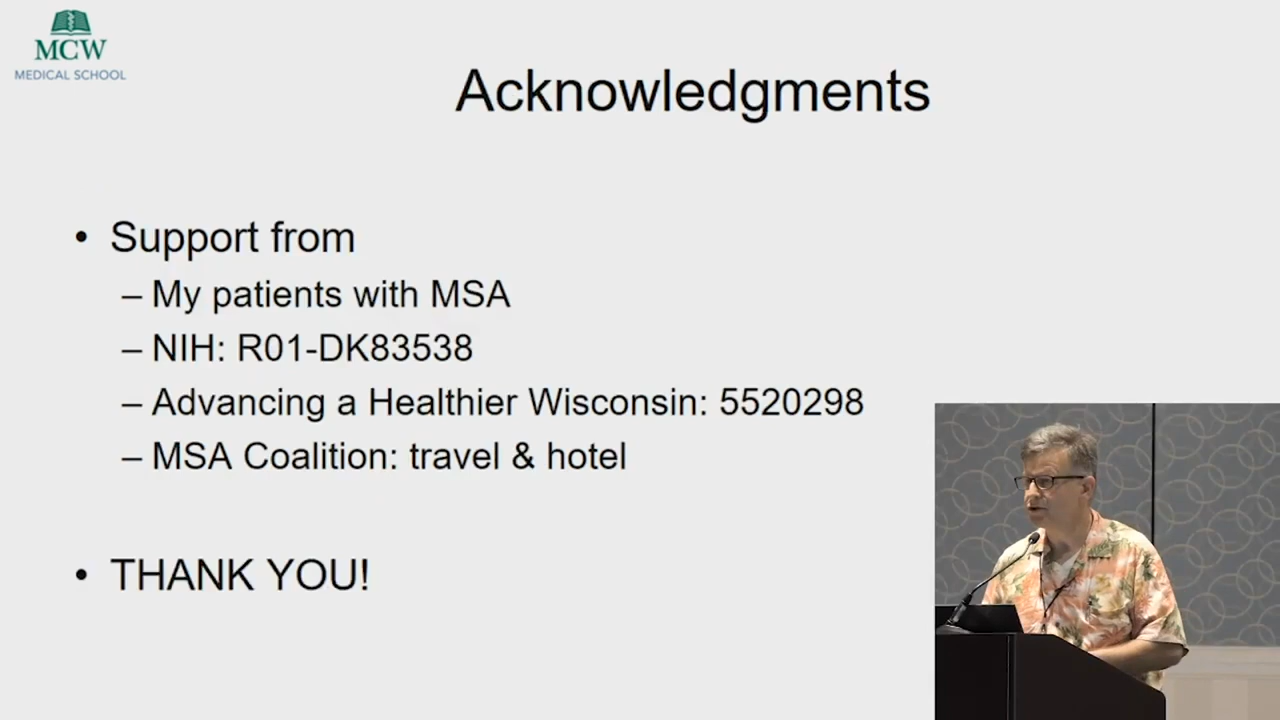 MCW
MEDICAL SCHOOL
Acknowledgments
• Support from
– My patients with MSA
– NIH: R01-DK83538
– Advancing a Healthier Wisconsin: 5520298
– MSA Coalition: travel & hotel
• THANK YOU!